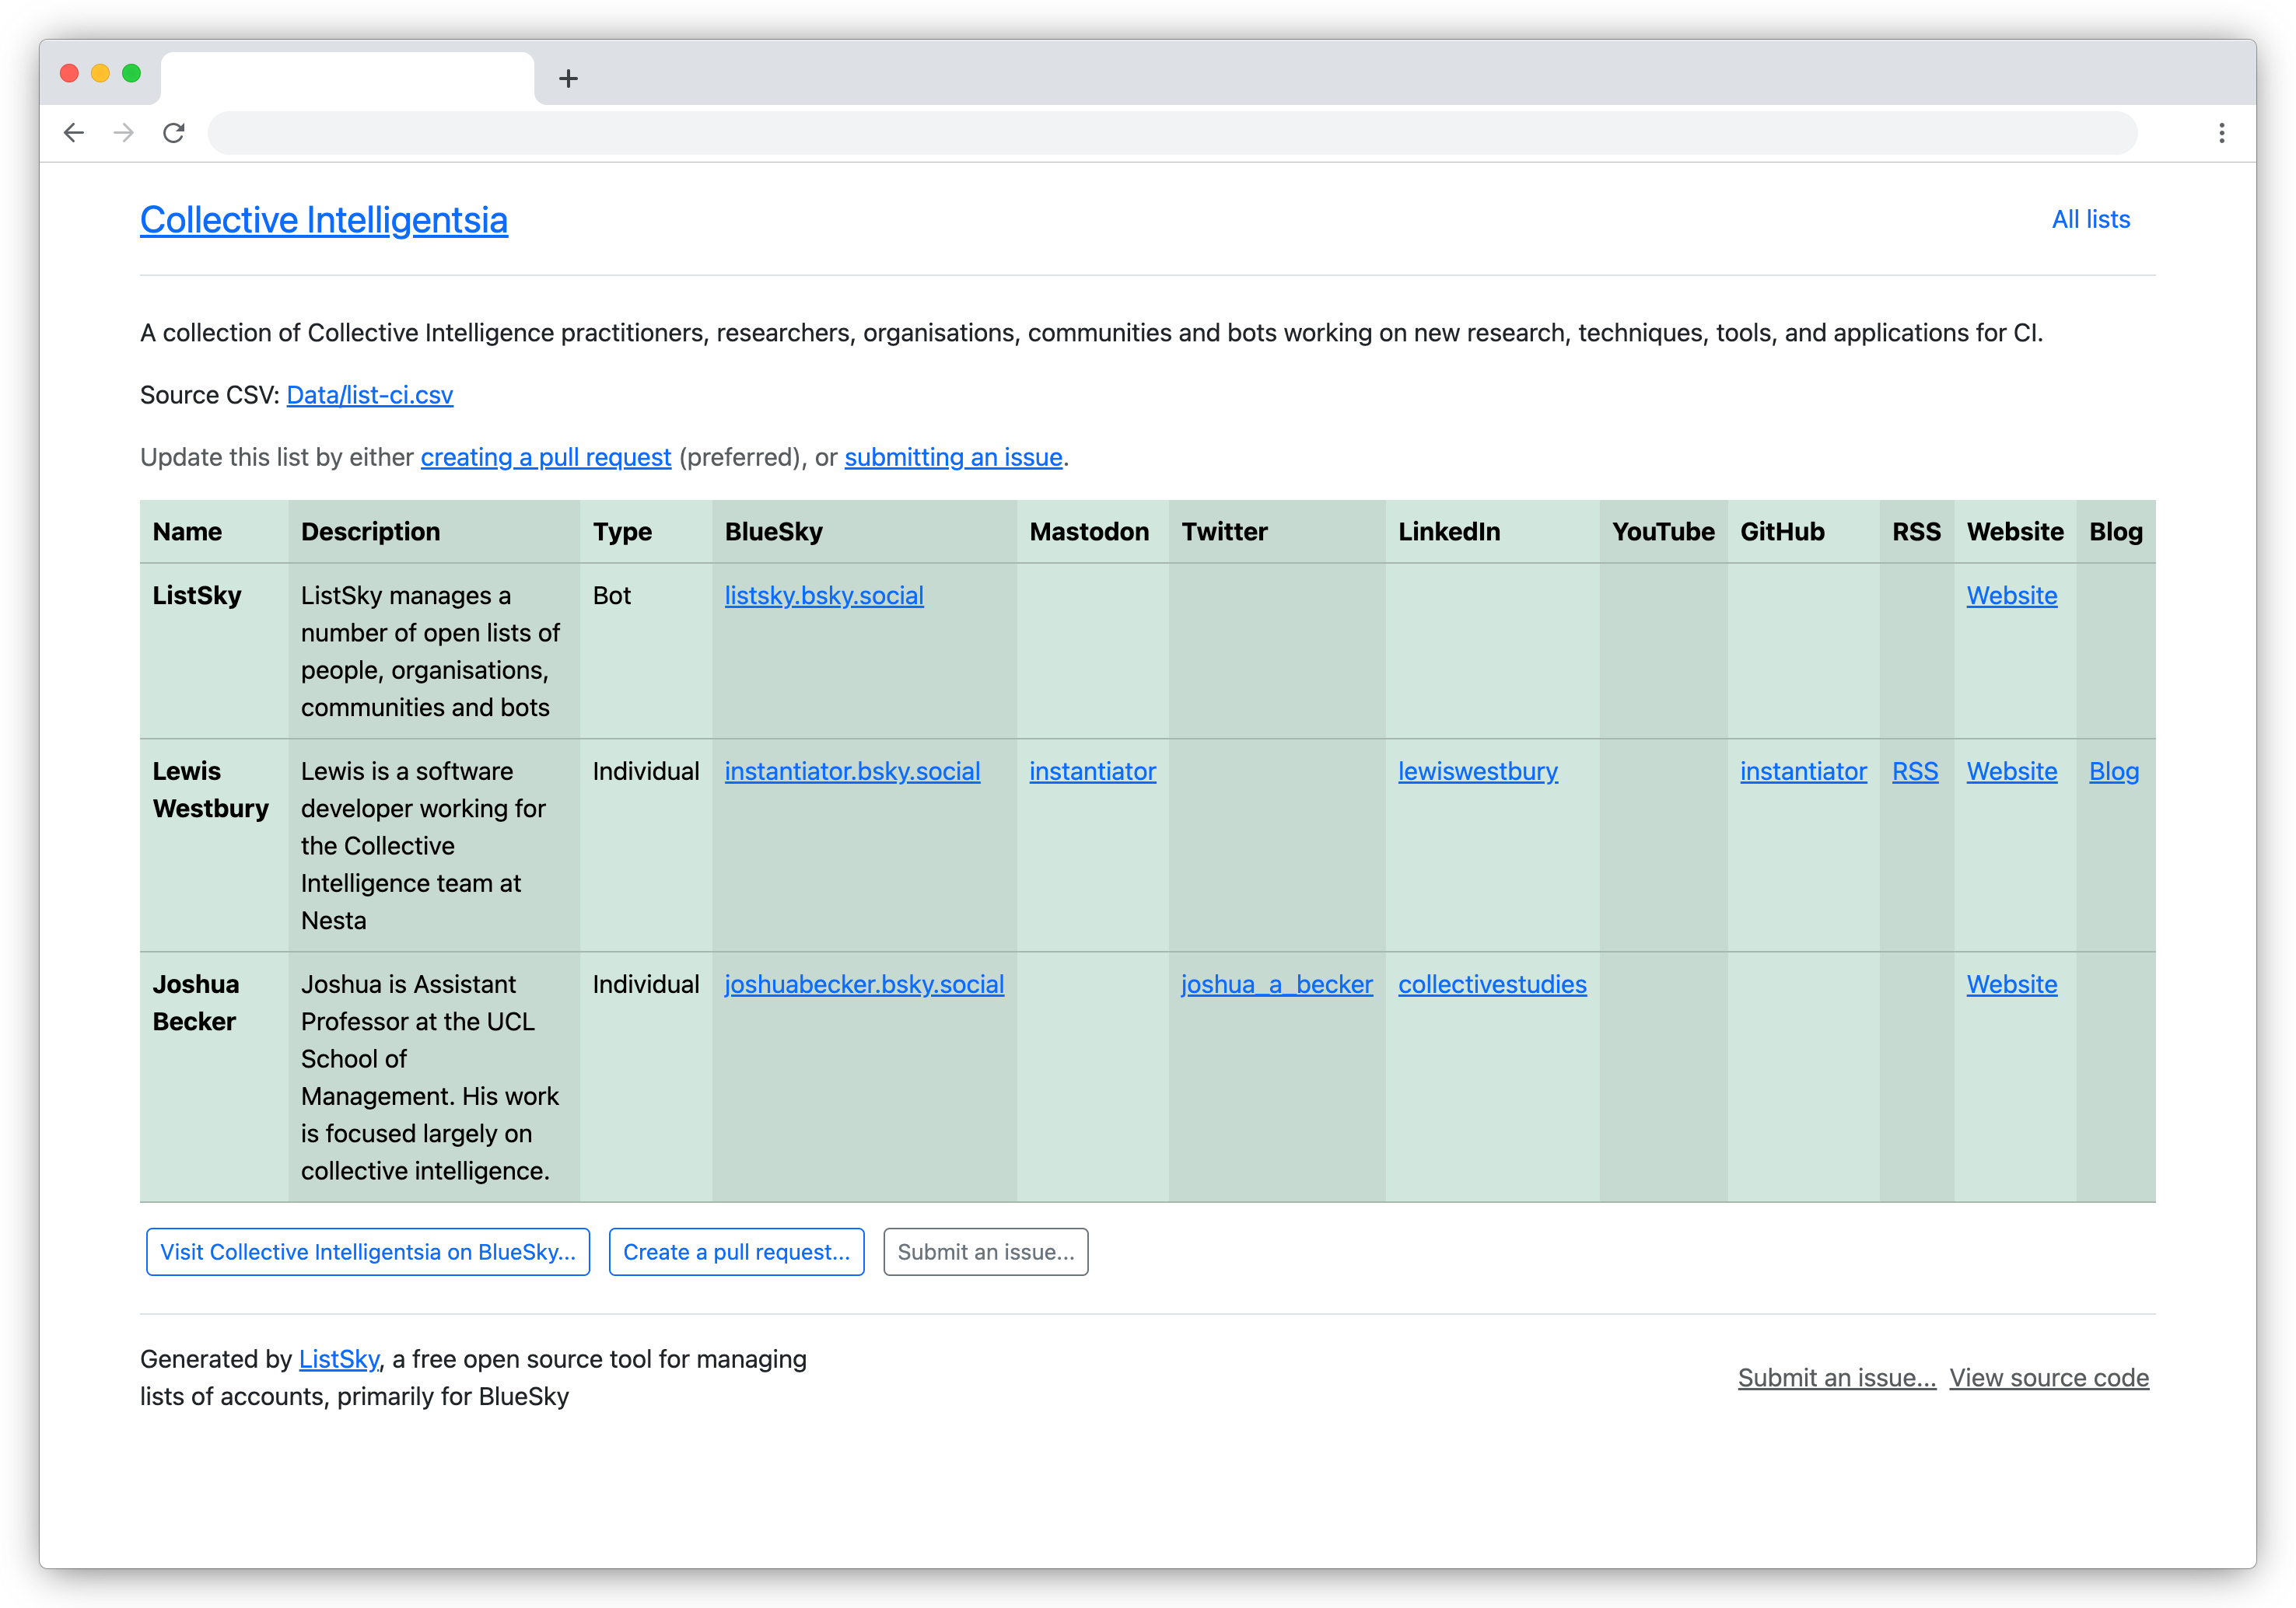 Collective Intelligentsia
All lists
A collection of Collective Intelligence practitioners, researchers, organisations, communities and bots working on new research, techniques, tools, and applications for CI.
Source CSV: Data/list-ci.csv
Update this list by either creating a pull request (preferred), or submitting an issue.
Name Description Type BlueSky Mastodon Twitter LinkedIn YouTube GitHub RSS Website Blog
ListSky
ListSky manages a
number of open lists of
people, organisations,
communities and bots
Bot
listsky.bsky.social
Website
Lewis
Westbury
Lewis is a software
developer working for
the Collective
Intelligence team at
Nesta
Individual
instantiator.bsky.social
instantiator
lewiswestbury
instantiator
RSS
Website
Blog
Joshua
Becker
Joshua is Assistant
Professor at the UCL
School of
Management. His work
is focused largely on
collective intelligence.
Individual
joshuabecker.bsky.social
joshua_a_becker
collectivestudies
Website
Visit Collective Intelligentsia on BlueSky...
Create a pull request...
Submit an issue...
Generated by ListSky, a free open source tool for managing
lists of accounts, primarily for BlueSky
Submit an issue... View source code